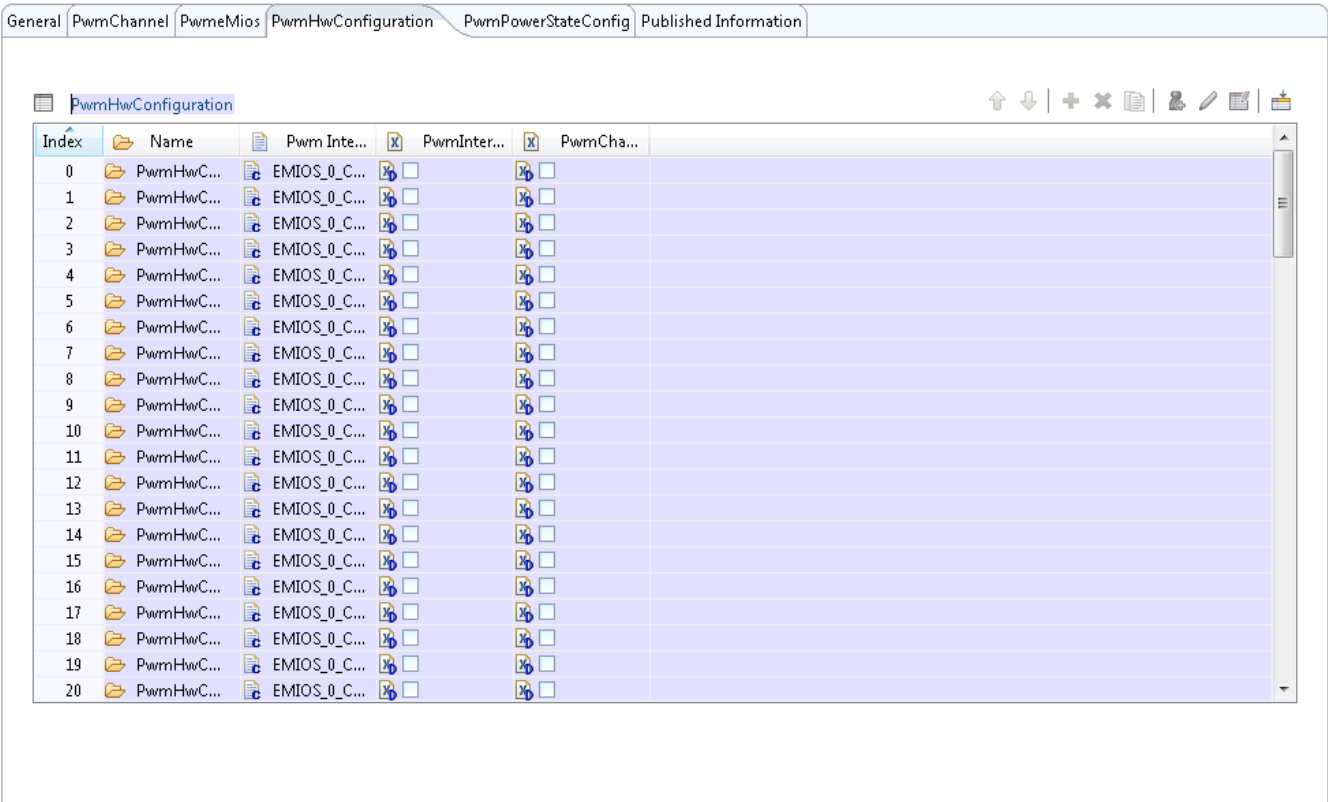 General PwmChannel PwmeMios PwmHwConfiguration PwmPowerStateConfig Published Information
PwmHwConfiguration
Index Name Pwm Inte... PwmInter... PwmCha...
0 PwmHwC... EMIOS_0_C...
1 PwmHwC... EMIOS_0_C...
2 PwmHwC... EMIOS_0_C...
3 PwmHwC... EMIOS_0_C...
4 PwmHwC... EMIOS_0_C...
5 PwmHwC... EMIOS_0_C...
6 PwmHwC... EMIOS_0_C...
7 PwmHwC... EMIOS_0_C...
8 PwmHwC... EMIOS_0_C...
9 PwmHwC... EMIOS_0_C...
10 PwmHwC... EMIOS_0_C...
11 PwmHwC... EMIOS_0_C...
12 PwmHwC... EMIOS_0_C...
13 PwmHwC... EMIOS_0_C...
14 PwmHwC... EMIOS_0_C...
15 PwmHwC... EMIOS_0_C...
16 PwmHwC... EMIOS_0_C...
17 PwmHwC... EMIOS_0_C...
18 PwmHwC... EMIOS_0_C...
19 PwmHwC... EMIOS_0_C...
20 PwmHwC... EMIOS_0_C...